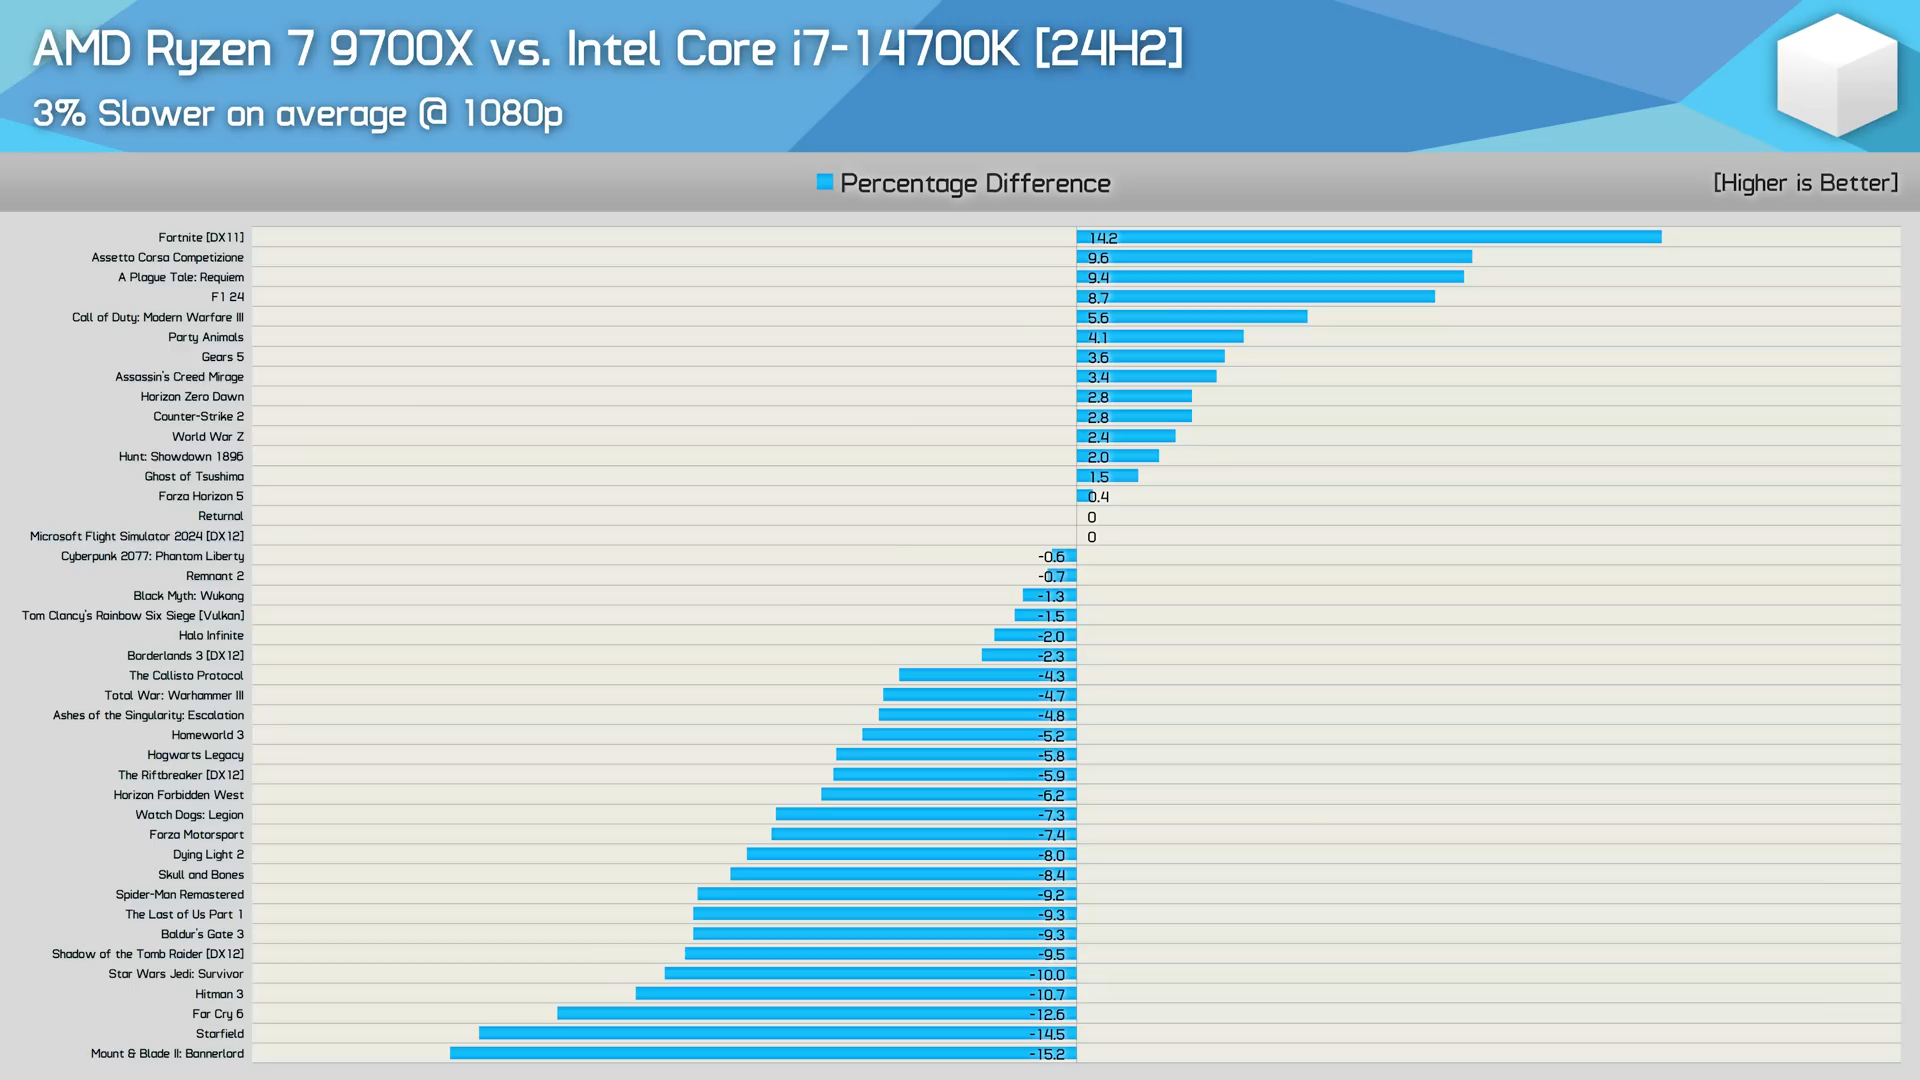 AMD Ryzen 7 9700X vs. Intel Core i7-14700K [24H2]
3% Slower on average @ 1080p
Percentage Difference
[Higher is Better]
Fortnite [DX11] 14.2
Assetto Corsa Competizione 9.6
A Plague Tale: Requiem 9.4
F1 24 8.7
Call of Duty: Modern Warfare III 5.6
Party Animals 4.1
Gears 5 3.6
Assassin's Creed Mirage 3.4
Horizon Zero Dawn 2.8
Counter-Strike 2 2.8
World War Z 2.4
Hunt: Showdown 1896 2.0
Ghost of Tsushima 1.5
Forza Horizon 5 0.4
Returnal 0
Microsoft Flight Simulator 2024 [DX12] 0
Cyberpunk 2077: Phantom Liberty -0.6
Remnant 2 -0.7
Black Myth: Wukong -1.3
Tom Clancy's Rainbow Six Siege [Vulkan] -1.5
Halo Infinite -2.0
Borderlands 3 [DX12] -2.3
The Callisto Protocol -4.3
Total War: Warhammer III -4.7
Ashes of the Singularity: Escalation -4.8
Homeworld 3 -5.2
Hogwarts Legacy -5.8
The Riftbreaker [DX12] -5.9
Horizon Forbidden West -6.2
Watch Dogs: Legion -7.3
Forza Motorsport -7.4
Dying Light 2 -8.0
Skull and Bones -8.4
Spider-Man Remastered -9.2
The Last of Us Part 1 -9.3
Baldur's Gate 3 -9.3
Shadow of the Tomb Raider [DX12] -9.5
Star Wars Jedi: Survivor -10.0
Hitman 3 -10.7
Far Cry 6 -12.6
Starfield -14.5
Mount & Blade II: Bannerlord -15.2